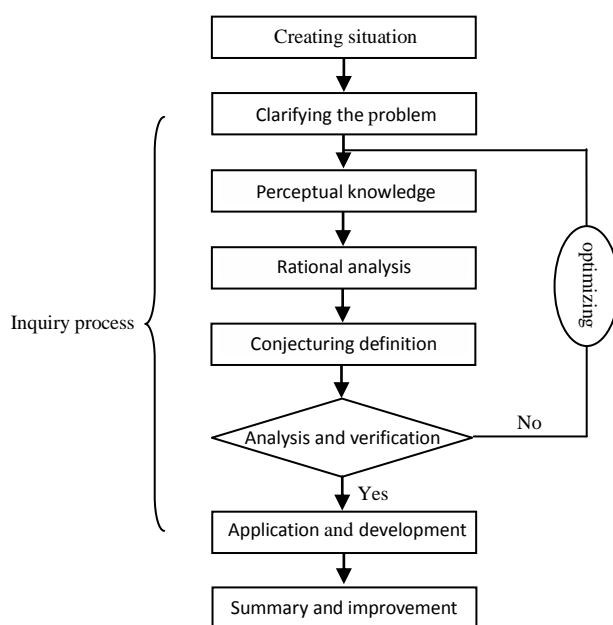 Creating situation
Clarifying the problem
Perceptual knowledge
optimizing
Rational analysis
Inquiry process
Conjecturing definition
Analysis and verification
No
Yes
Application and development
Summary and improvement